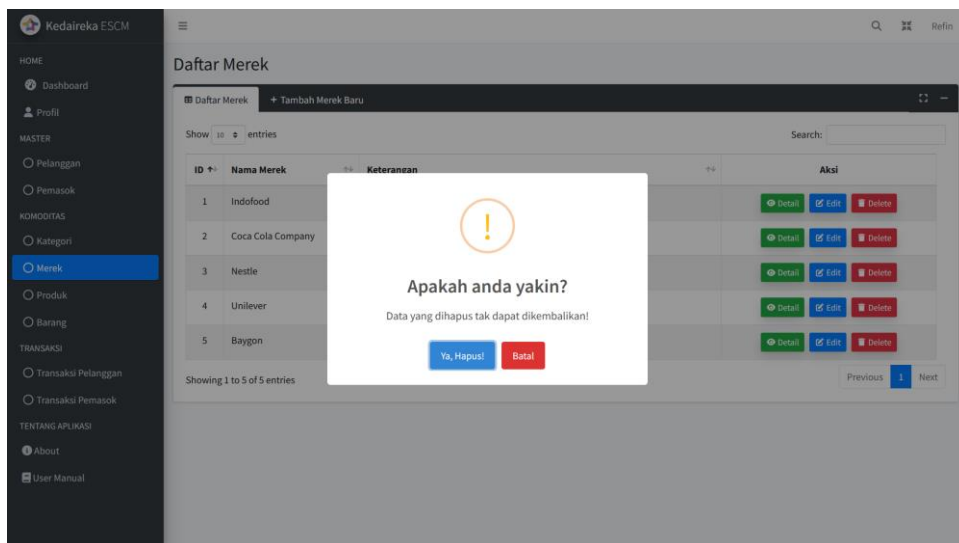 Kedaireka ESCM
Refin
HOME
Dashboard
Profil
MASTER
Pelanggan
Pemasok
KOMODITAS
Kategori
Merek
Produk
Barang
TRANSAKSI
Transaksi Pelanggan
Transaksi Pemasok
TENTANG APLIKASI
About
User Manual
Daftar Merek
Daftar Merek + Tambah Merek Baru
Show 10 entries Search:
ID Nama Merek Keterangan Aksi
1 Indofood Detail Edit Delete
2 Coca Cola Company Detail Edit Delete
3 Nestle Detail Edit Delete
4 Unilever Detail Edit Delete
5 Baygon Detail Edit Delete
Showing 1 to 5 of 5 entries Previous 1 Next
!
Apakah anda yakin?
Data yang dihapus tak dapat dikembalikan!
Ya, Hapus! Batal